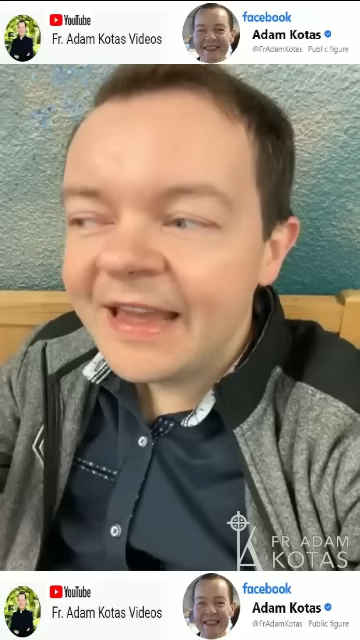 YouTube
Fr. Adam Kotas Videos
facebook
Adam Kotas
@FrAdamKotas · Public figure
FR. ADAM
KOTAS
YouTube
Fr. Adam Kotas Videos
facebook
Adam Kotas
@FrAdamKotas · Public figure